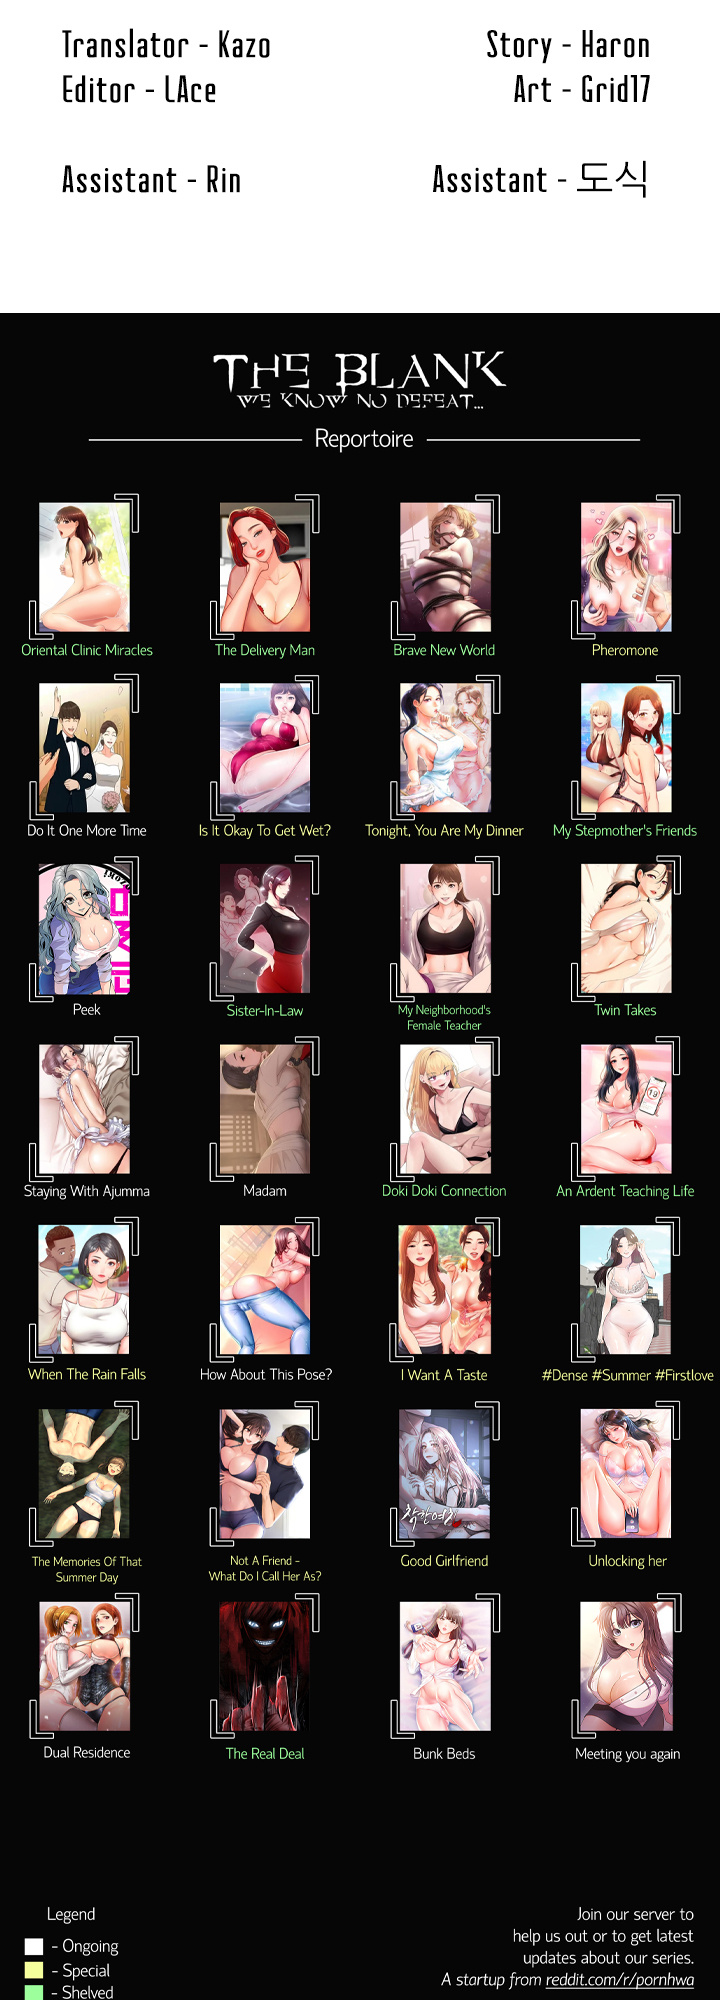 Translator - Kazo
Story - Haron
Editor - LAce
Art - Grid17
Assistant - Rin
Assistant - 도식
THE BLANK
WE KNOW NO DEFEAT...
Reportoire
Oriental Clinic Miracles
The Delivery Man
Brave New World
Pheromone
Do It One More Time
Is It Okay To Get Wet?
Tonight, You Are My Dinner
My Stepmother's Friends
Peek
Sister-In-Law
My Neighborhood's
Female Teacher
Twin Takes
Staying With Ajumma
Madam
Doki Doki Connection
An Ardent Teaching Life
When The Rain Falls
How About This Pose?
I Want A Taste
#Dense #Summer #Firstlove
The Memories Of That
Summer Day
Not A Friend -
What Do I Call Her As?
착한여친
Good Girlfriend
Unlocking her
Dual Residence
The Real Deal
Bunk Beds
Meeting you again
Legend
- Ongoing
- Special
- Shelved
Join our server to
help us out or to get latest
updates about our series.
A startup from reddit.com/r/pornhwa